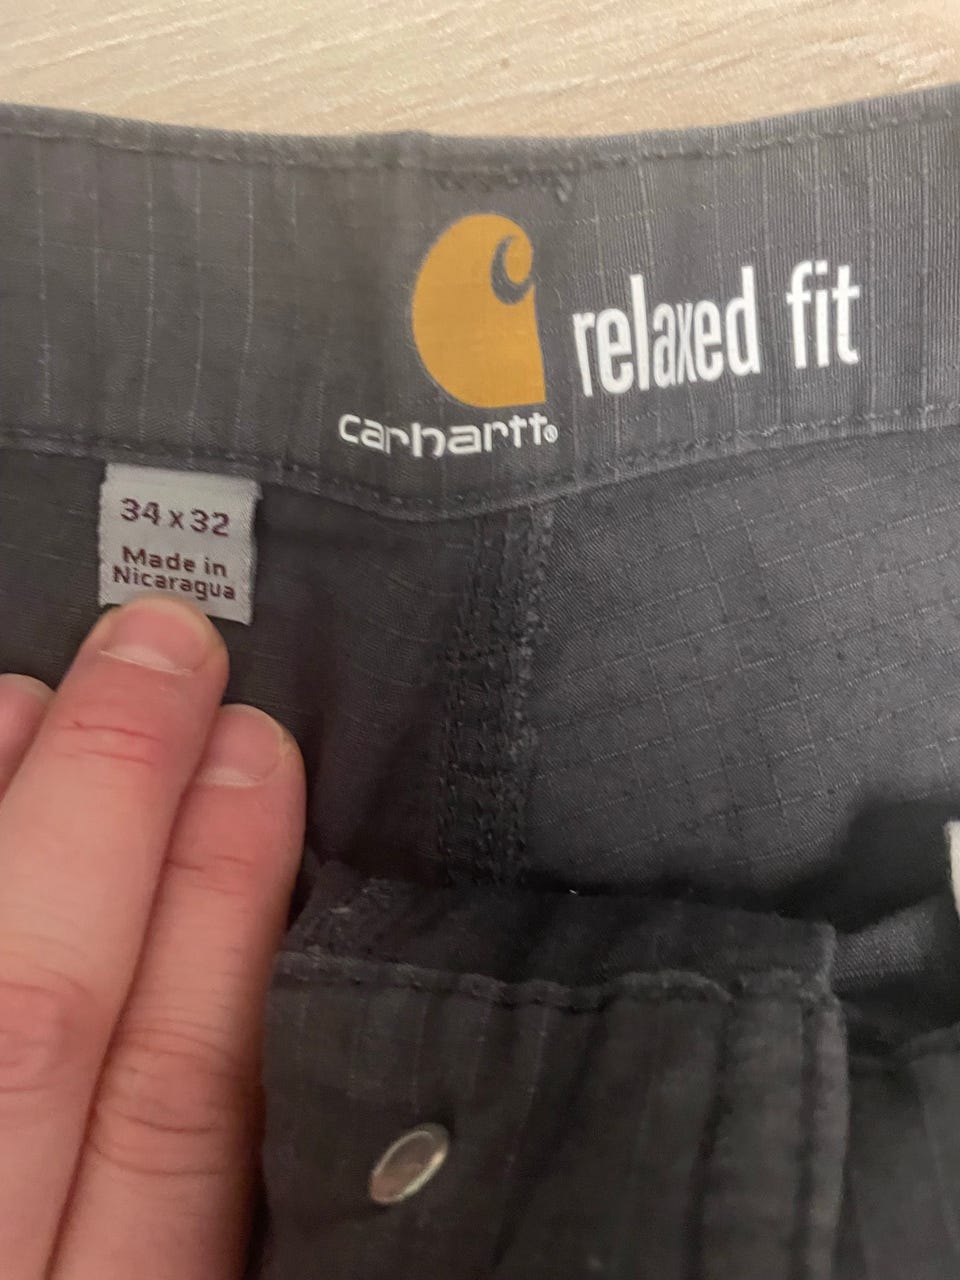 carhartt®
relaxed fit
34 x 32
Made in
Nicaragua